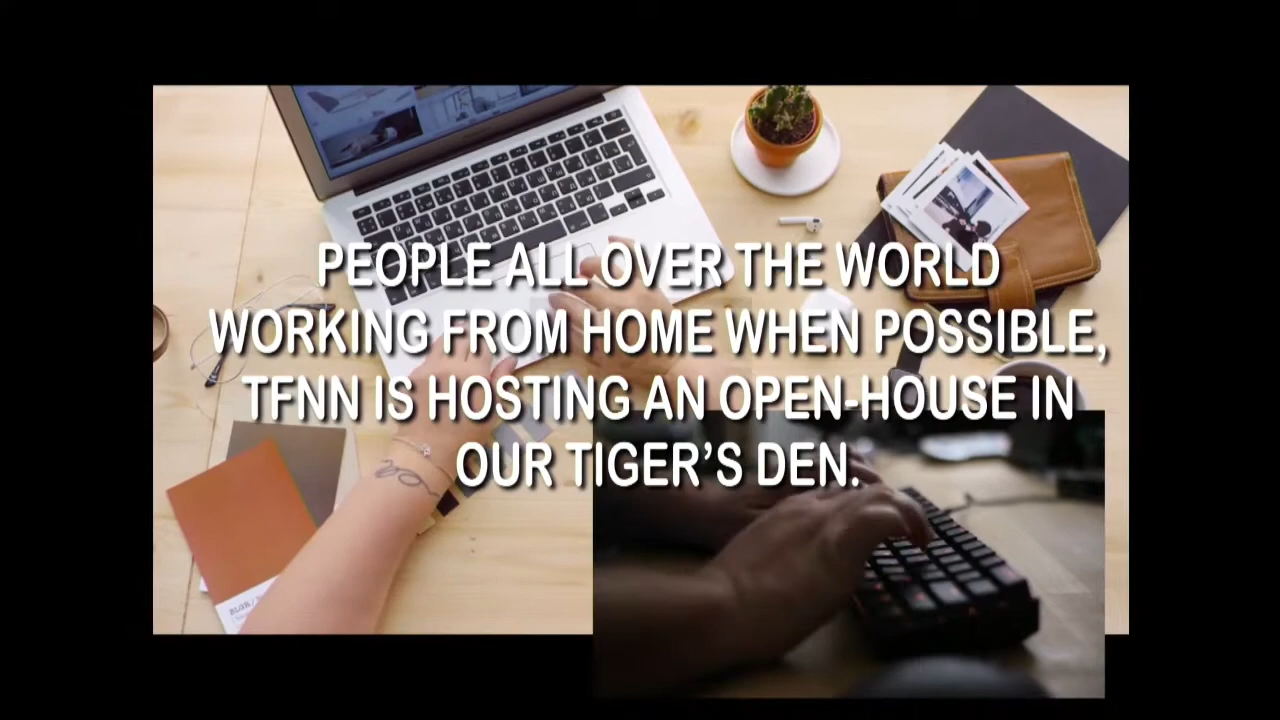 PEOPLE ALL OVER THE WORLD
WORKING FROM HOME WHEN POSSIBLE,
TFNN IS HOSTING AN OPEN-HOUSE IN
OUR TIGER’S DEN.